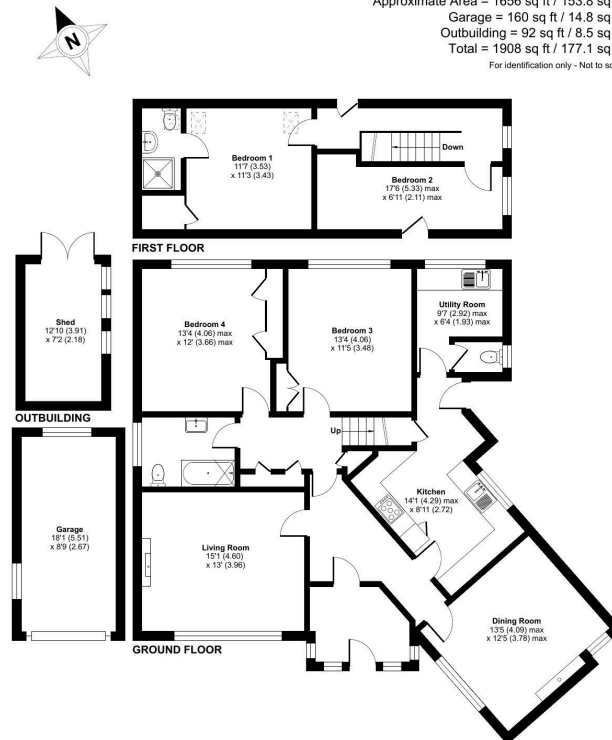 Approximate Area = 1656 sq ft / 153.8 sq
Garage = 160 sq ft / 14.8 sq
Outbuilding = 92 sq ft / 8.5 sq
Total = 1908 sq ft / 177.1 sq
For identification only - Not to sc
N
Bedroom 1
11'7 (3.53)
x 11'3 (3.43)
Down
Bedroom 2
17'6 (5.33) max
x 6'11 (2.11) max
FIRST FLOOR
Shed
12'10 (3.91)
x 7'2 (2.18)
OUTBUILDING
Bedroom 4
13'4 (4.06) max
x 12' (3.66) max
Bedroom 3
13'4 (4.06)
x 11'5 (3.48)
Utility Room
9'7 (2.92) max
x 6'4 (1.93) max
Up
Kitchen
14'1 (4.29) max
x 8'11 (2.72)
Garage
18'1 (5.51)
x 8'9 (2.67)
Living Room
15'1 (4.60)
x 13' (3.96)
Dining Room
13'5 (4.09) max
x 12'5 (3.78) max
GROUND FLOOR